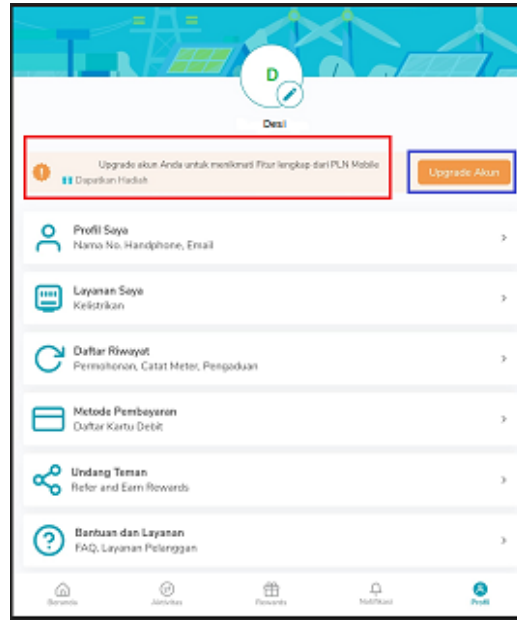 D
Desi
Upgrade akun Anda untuk menikmati Fitur lengkap dari PLN Mobile
Dapatkan Hadiah
Upgrade Akun
Profil Saya
Nama No. Handphone, Email
Layanan Saya
Kelistrikan
Daftar Riwayat
Permohonan, Catat Meter, Pengaduan
Metode Pembayaran
Daftar Kartu Debit
Undang Teman
Refer and Earn Rewards
Bantuan dan Layanan
FAQ, Layanan Pelanggan
Beranda Aktivitas Rewards Notifikasi Profil